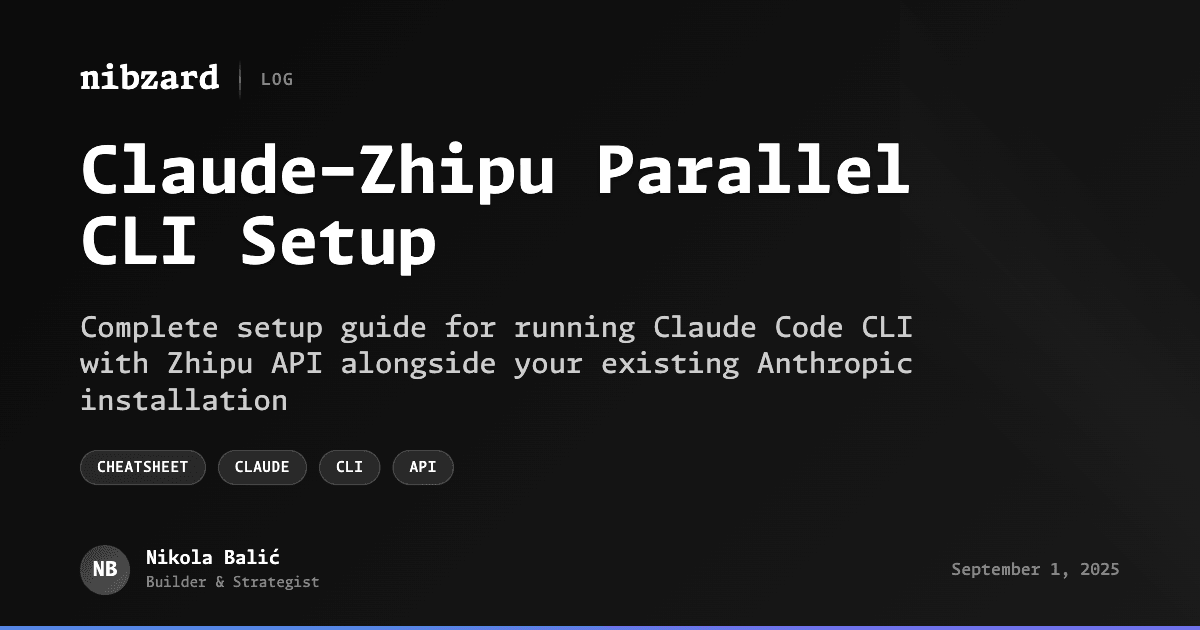 nibzard
LOG
Claude–Zhipu Parallel
CLI Setup
Complete setup guide for running Claude Code CLI
with Zhipu API alongside your existing Anthropic
installation
CHEATSHEET
CLAUDE
CLI
API
NB
Nikola Balić
Builder & Strategist
September 1, 2025